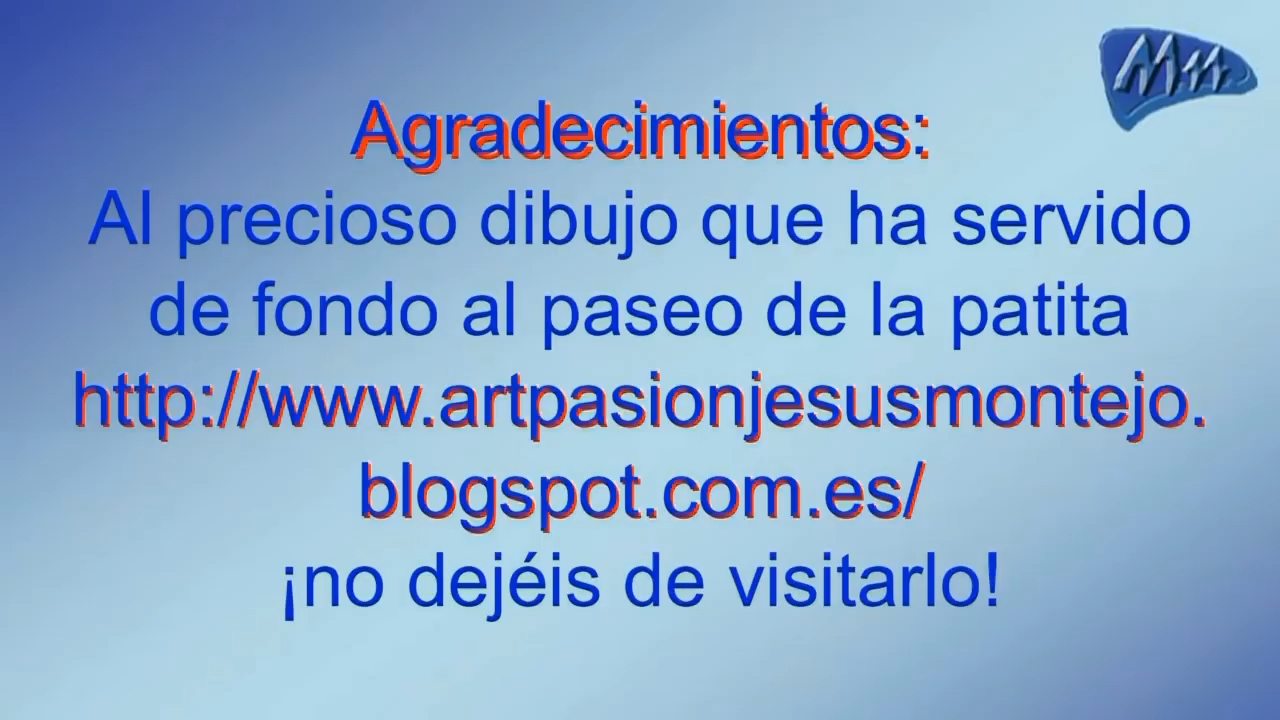 Agradecimientos:
Al precioso dibujo que ha servido
de fondo al paseo de la patita
http://www.artpasionjesusmontejo.
blogspot.com.es/
¡no dejéis de visitarlo!